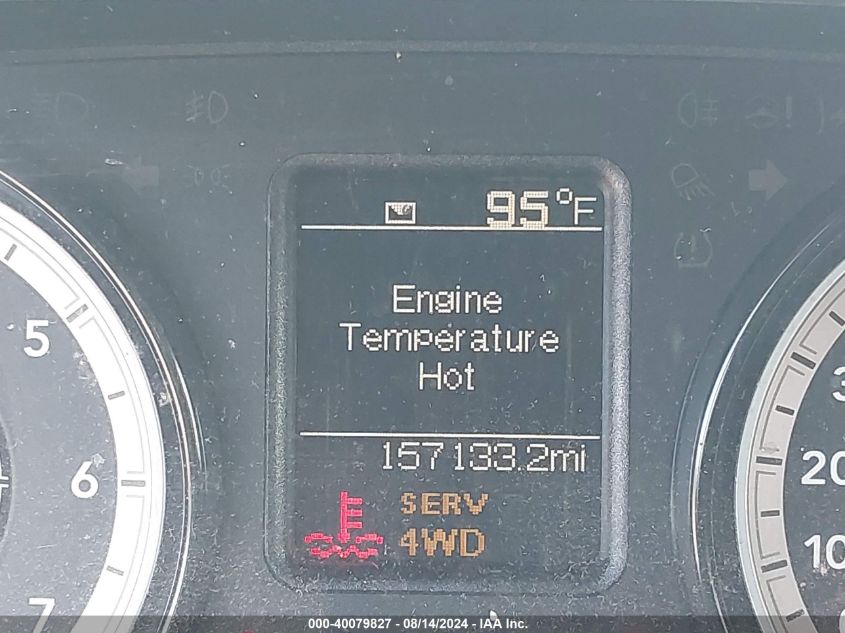 95°F
Engine
Temperature
Hot
157133.2mi
SERV
4WD
5
6
7
20
10
000-40079827 - 08/14/2024 - IAA Inc.